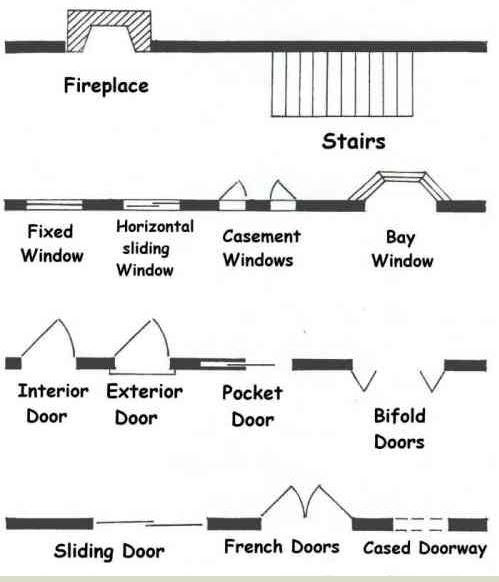 Fireplace
Stairs
Fixed
Window
Horizontal
sliding
Window
Casement
Windows
Bay
Window
Interior
Door
Exterior
Door
Pocket
Door
Bifold
Doors
Sliding Door
French Doors
Cased Doorway